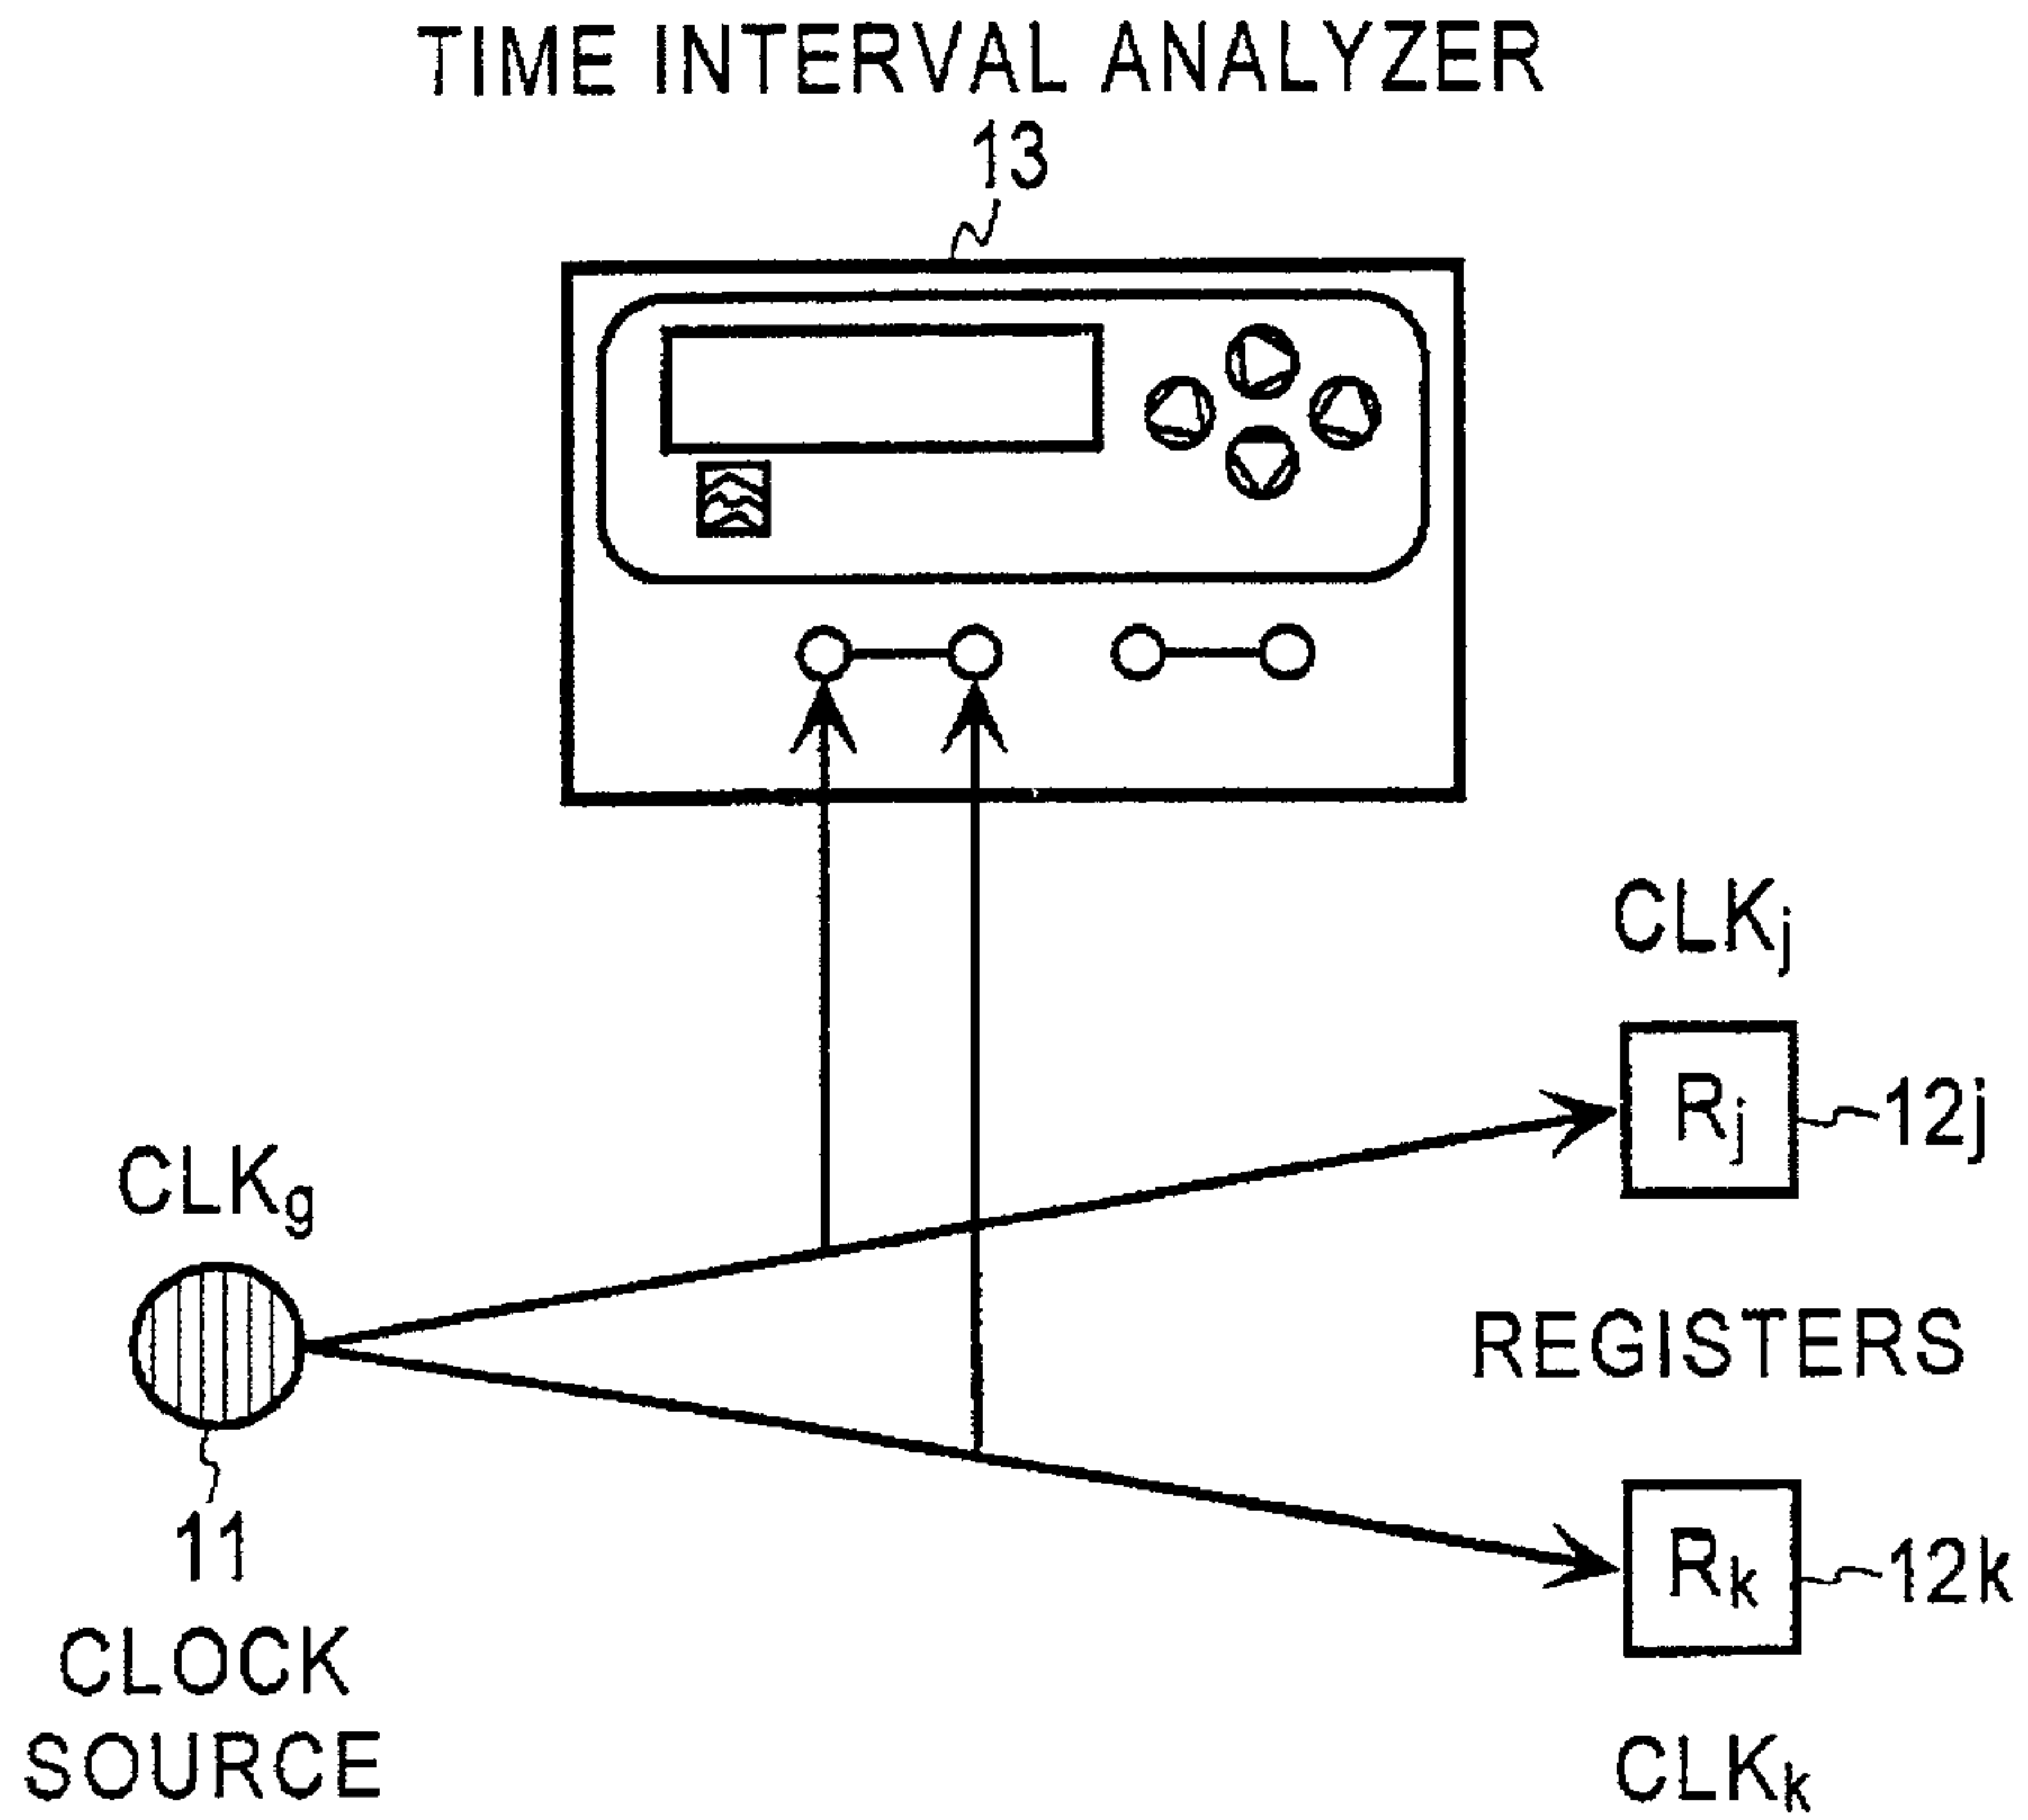 TIME INTERVAL ANALYZER
13
CLKj
Rj
12j
CLKg
REGISTERS
11
CLOCK
SOURCE
Rk
12k
CLKk